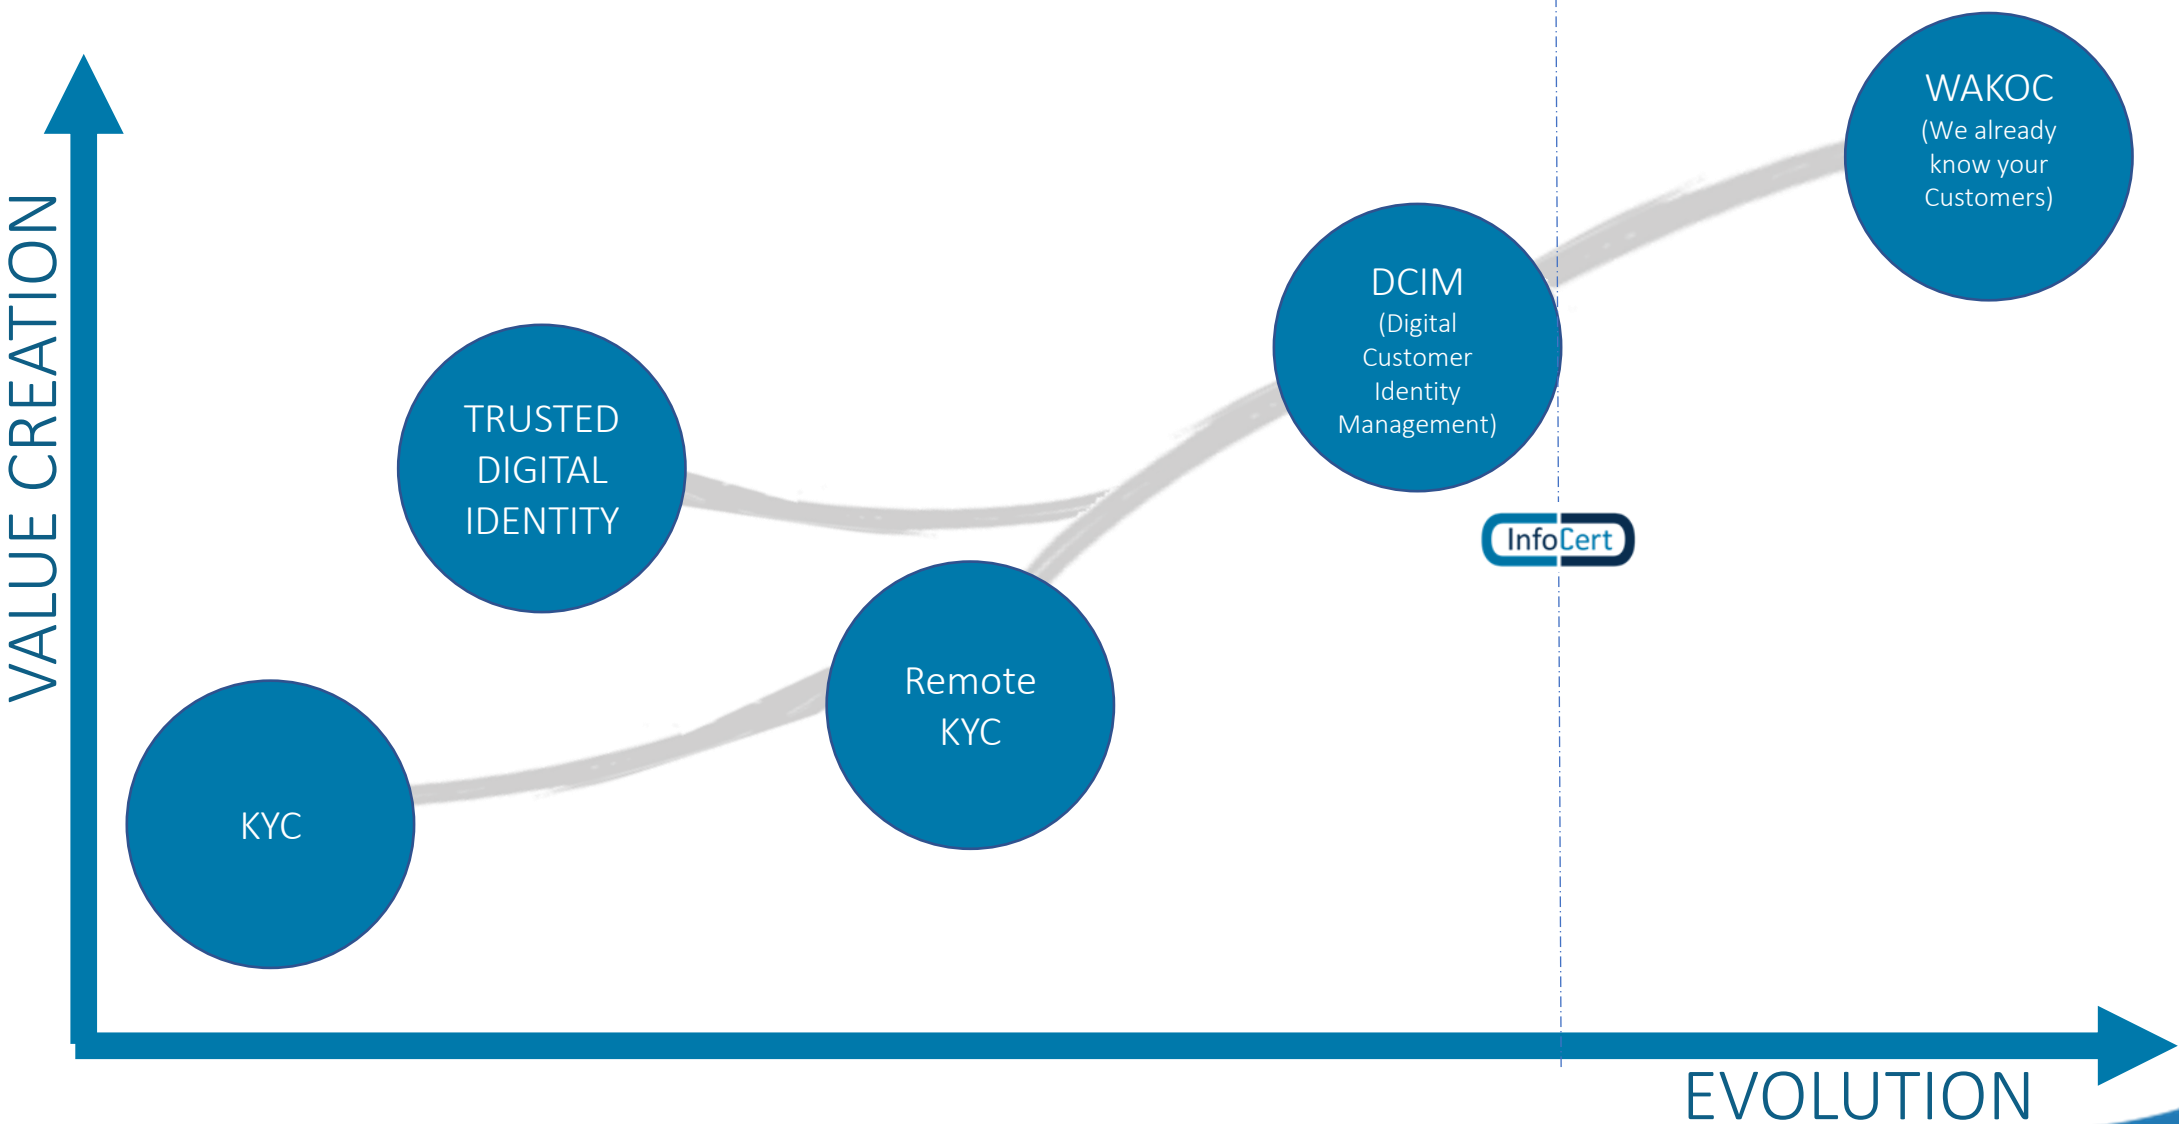 VALUE CREATION
KYC
TRUSTED
DIGITAL
IDENTITY
Remote
KYC
DCIM
(Digital
Customer
Identity
Management)
InfoCert
WAKOC
(We already
know your
Customers)
EVOLUTION